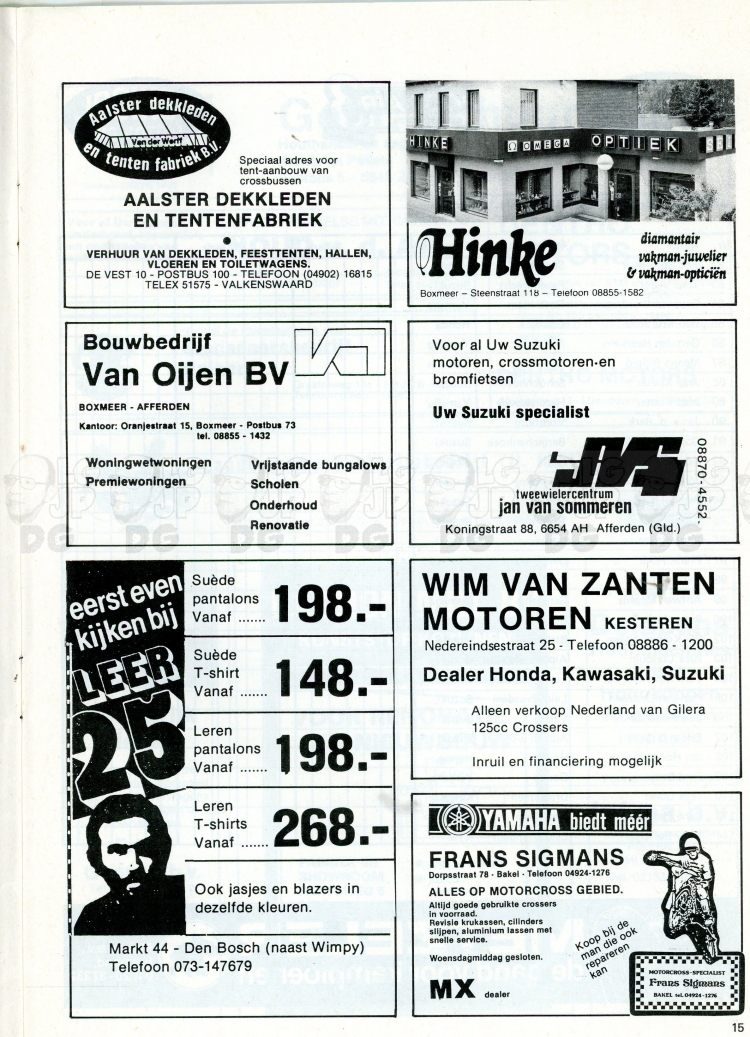 Aalster dekkleden
Van der Werff
en tenten fabriek B.V.
Speciaal adres voor
tent-aanbouw van
crossbussen
AALSTER DEKKLEDEN
EN TENTENFABRIEK
●
VERHUUR VAN DEKKLEDEN, FEESTTENTEN, HALLEN,
VLOEREN EN TOILETWAGENS.
DE VEST 10 - POSTBUS 100 - TELEFOON (04902) 16815
TELEX 51575 - VALKENSWAARD
HINKE OMEGA OPTIEK
Hinke
diamantair
vakman-juwelier
& vakman-opticiën
Boxmeer – Steenstraat 118 – Telefoon 08855-1582
Bouwbedrijf
Van Oijen BV
BOXMEER - AFFERDEN
Kantoor: Oranjestraat 15, Boxmeer - Postbus 73
tel. 08855 - 1432
Woningwetwoningen
Premiewoningen
Vrijstaande bungalows
Scholen
Onderhoud
Renovatie
Voor al Uw Suzuki
motoren, crossmotoren-en
bromfietsen
Uw Suzuki specialist
JVS
tweewielercentrum
jan van sommeren
08870-4552.
Koningstraat 88, 6654 AH Afferden (Gld.)
eerst even
kijken bij
LEER
25
Suède
pantalons
Vanaf ....... 198.-
Suède
T-shirt
Vanaf ....... 148.-
Leren
pantalons
Vanaf ....... 198.-
Leren
T-shirts
Vanaf ....... 268.-
Ook jasjes en blazers in
dezelfde kleuren.
Markt 44 - Den Bosch (naast Wimpy)
Telefoon 073-147679
WIM VAN ZANTEN
MOTOREN KESTEREN
Nedereindsestraat 25 - Telefoon 08886 - 1200
Dealer Honda, Kawasaki, Suzuki
Alleen verkoop Nederland van Gilera
125cc Crossers
Inruil en financiering mogelijk
YAMAHA biedt méér
FRANS SIGMANS
Dorpsstraat 78 - Bakel - Telefoon 04924-1276
ALLES OP MOTORCROSS GEBIED.
Altijd goede gebruikte crossers
in voorraad.
Revisie krukassen, cilinders
slijpen, aluminium lassen met
snelle service.
Woensdagmiddag gesloten.
MX dealer
Koop bij de
man die ook
repareren
kan
MOTORCROSS-SPECIALIST
Frans Sigmans
BAKEL tel. 04924-1276
LG
JP
DG
15